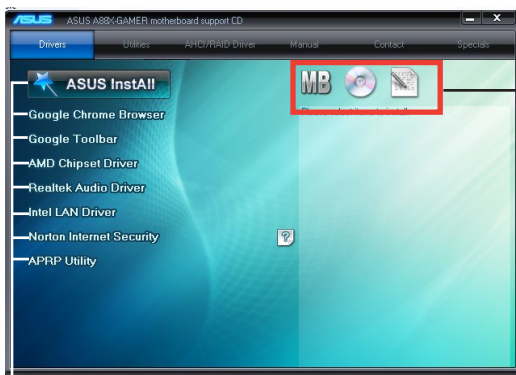 ASUS ASUS A88X-GAMER motherboard support CD
Drivers Utilities AHCI/RAID Driver Manual Contact Specials
ASUS InstAll
MB
Google Chrome Browser
Google Toolbar
AMD Chipset Driver
Realtek Audio Driver
Intel LAN Driver
Norton Internet Security
?
APRP Utility